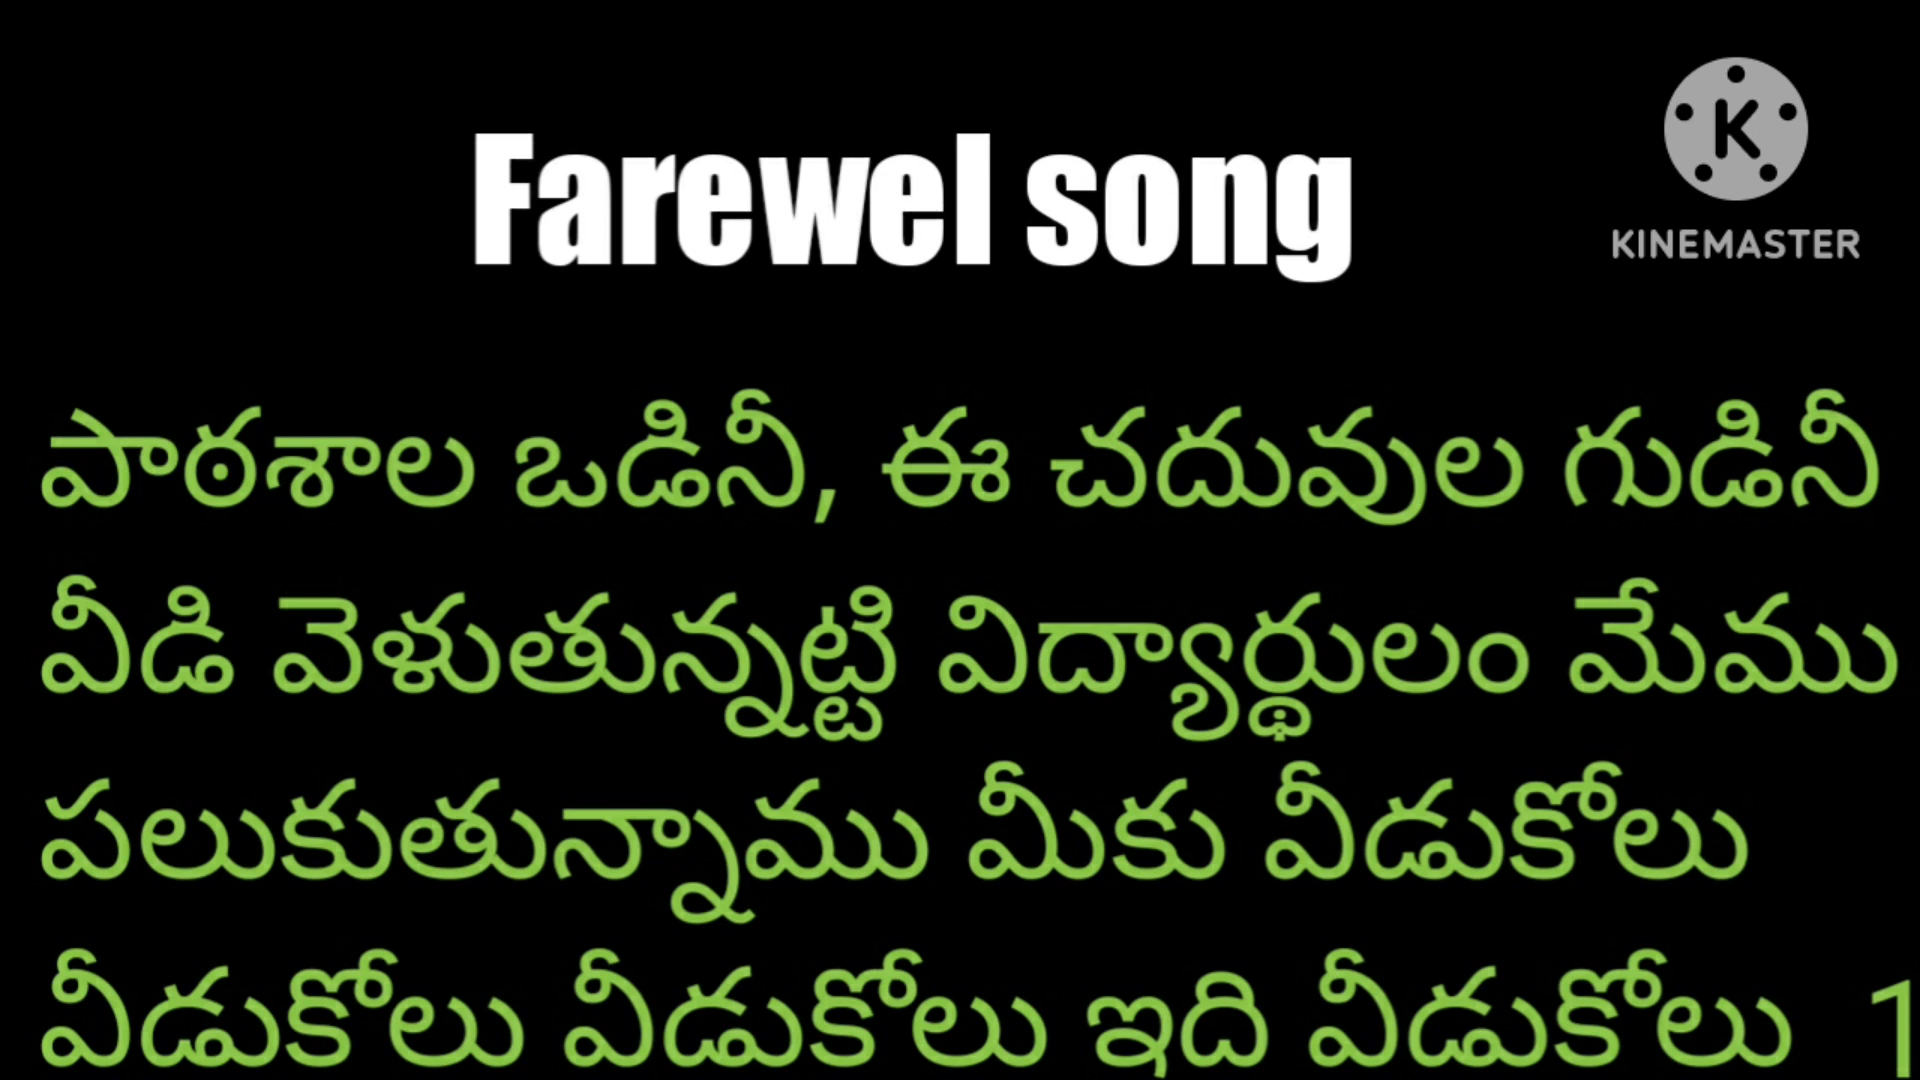 Farewel song
KINEMASTER
పాఠశాల ఒడినీ, ఈ చదువుల గుడినీ
వీడి వెళుతున్నట్టి విద్యార్థులం మేము
పలుకుతున్నాము మీకు వీడుకోలు
వీడుకోలు వీడుకోలు ఇది వీడుకోలు 1